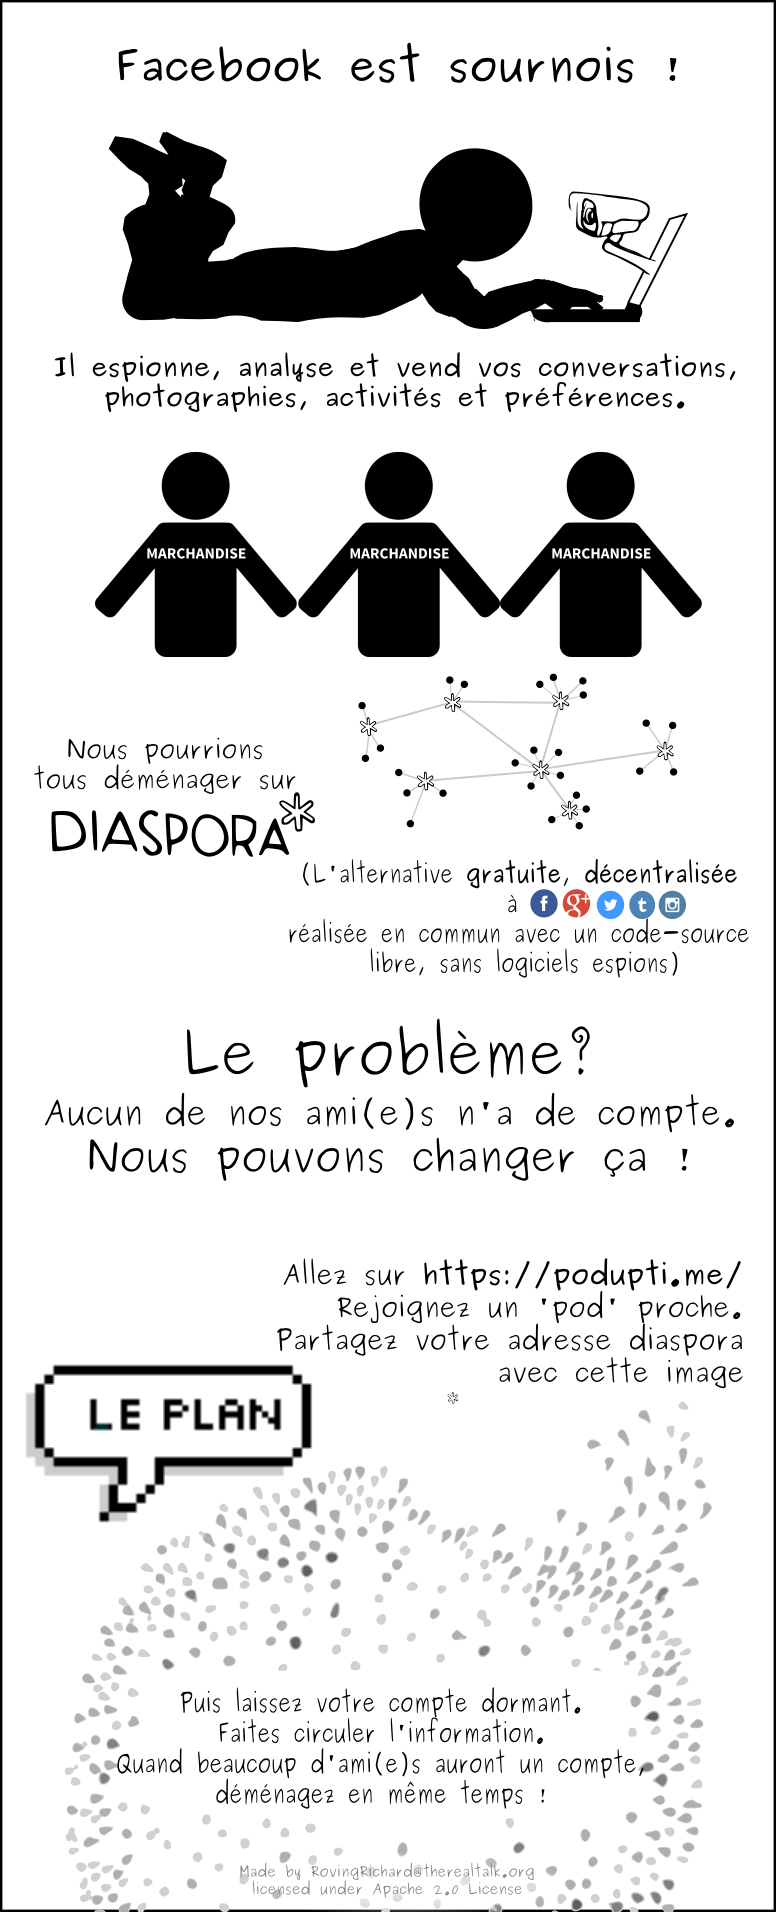 Facebook est sournois !
Il espionne, analyse et vend vos conversations,
photographies, activités et préférences.
MARCHANDISE MARCHANDISE MARCHANDISE
Nous pourrions
tous déménager sur
DIASPORA*
(L'alternative gratuite, décentralisée
à f g+ t
réalisée en commun avec un code-source
libre, sans logiciels espions)
Le problème?
Aucun de nos ami(e)s n'a de compte.
Nous pouvons changer ça !
Allez sur https://podupti.me/
Rejoignez un 'pod' proche.
Partagez votre adresse diaspora
avec cette image
LE PLAN
Puis laissez votre compte dormant.
Faites circuler l'information.
Quand beaucoup d'ami(e)s auront un compte,
déménagez en même temps !
Made by RovingRichard@therealtalk.org
licensed under Apache 2.0 License